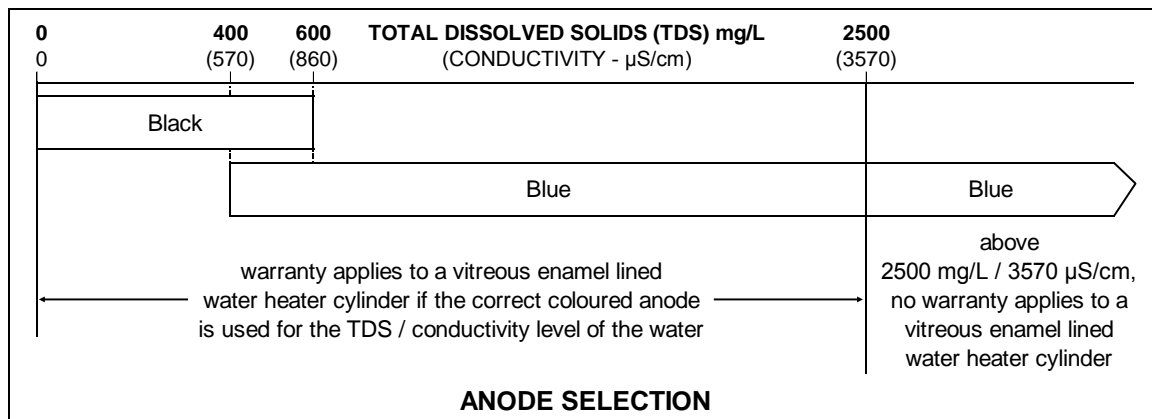 0 400 600 TOTAL DISSOLVED SOLIDS (TDS) mg/L 2500
0 (570) (860) (CONDUCTIVITY - µS/cm) (3570)
Black
Blue Blue
warranty applies to a vitreous enamel lined
water heater cylinder if the correct coloured anode
is used for the TDS / conductivity level of the water
above
2500 mg/L / 3570 µS/cm,
no warranty applies to a
vitreous enamel lined
water heater cylinder
ANODE SELECTION